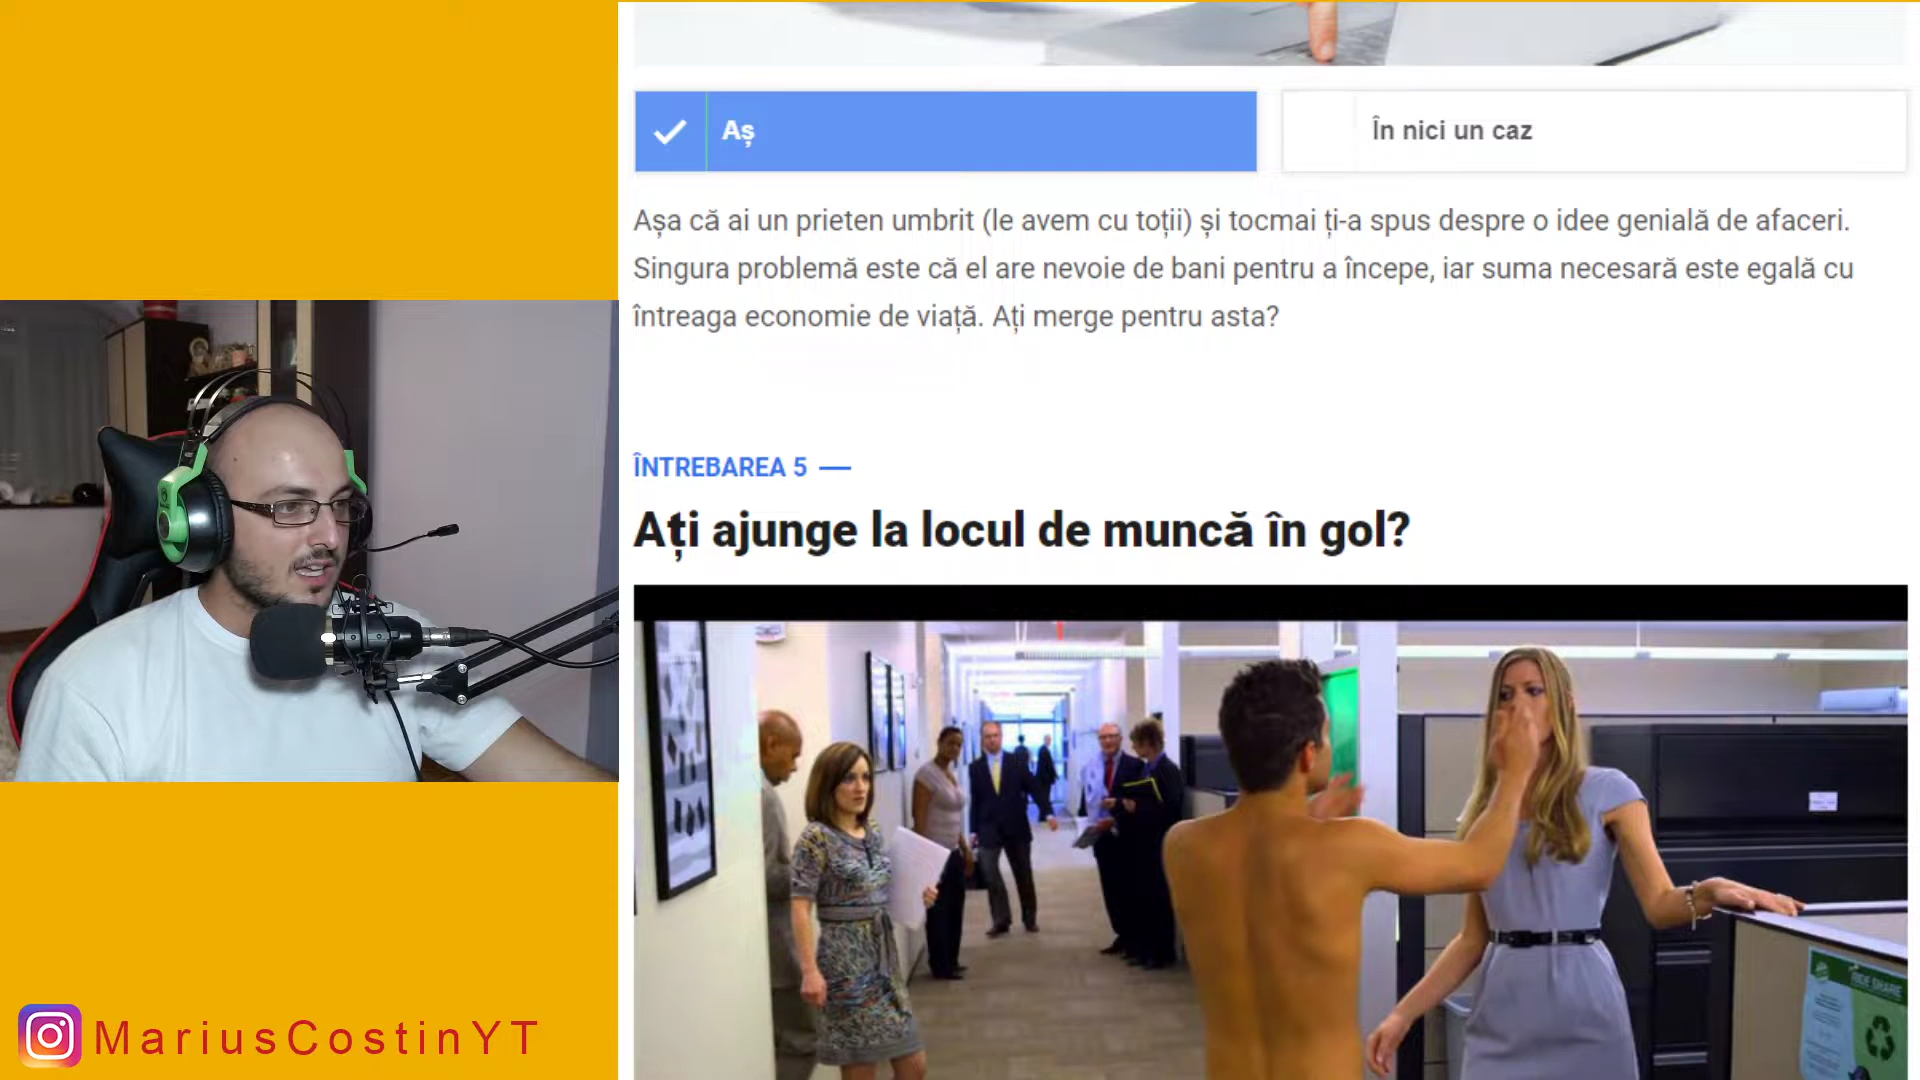 Aș
În nici un caz
Așa că ai un prieten umbrit (le avem cu toții) și tocmai ți-a spus despre o idee genială de afaceri.
Singura problemă este că el are nevoie de bani pentru a începe, iar suma necesară este egală cu
întreaga economie de viață. Ați merge pentru asta?
ÎNTREBAREA 5 —
Ați ajunge la locul de muncă în gol?
RIDE SHARE
MariusCostinYT